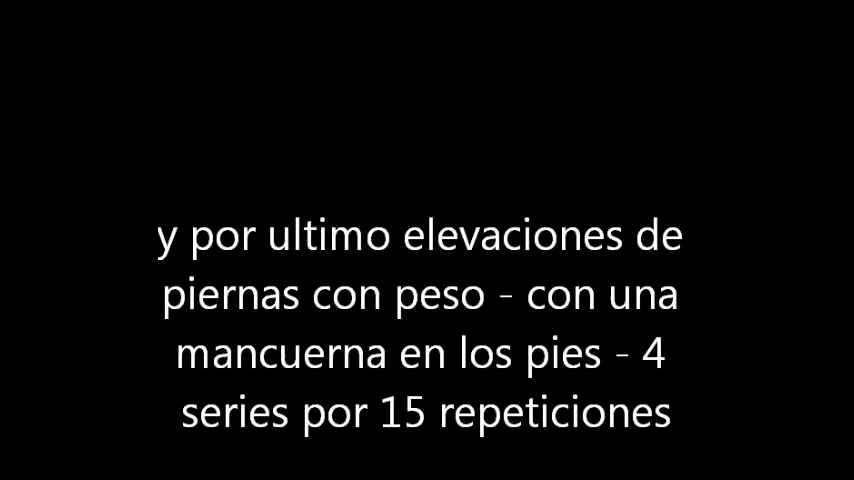 y por ultimo elevaciones de
piernas con peso - con una
mancuerna en los pies - 4
series por 15 repeticiones